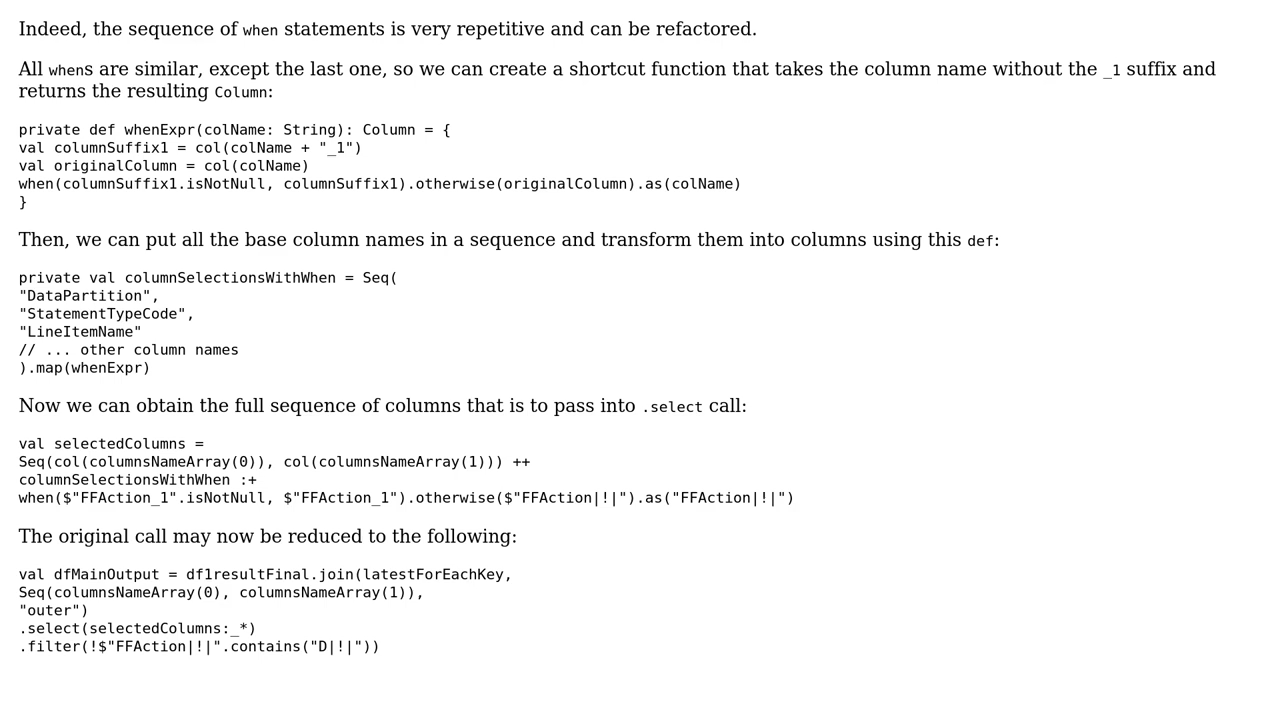 Indeed, the sequence of when statements is very repetitive and can be refactored.
All whens are similar, except the last one, so we can create a shortcut function that takes the column name without the _1 suffix and
returns the resulting Column:
private def whenExpr(colName: String): Column = {
val columnSuffix1 = col(colName + "_1")
val originalColumn = col(colName)
when(columnSuffix1.isNotNull, columnSuffix1).otherwise(originalColumn).as(colName)
}
Then, we can put all the base column names in a sequence and transform them into columns using this def:
private val columnSelectionsWithWhen = Seq(
"DataPartition",
"StatementTypeCode",
"LineItemName"
// ... other column names
).map(whenExpr)
Now we can obtain the full sequence of columns that is to pass into .select call:
val selectedColumns =
Seq(col(columnsNameArray(0)), col(columnsNameArray(1))) ++
columnSelectionsWithWhen :+
when($"FFAction_1".isNotNull, $"FFAction_1").otherwise($"FFAction|!|").as("FFAction|!|")
The original call may now be reduced to the following:
val dfMainOutput = df1resultFinal.join(latestForEachKey,
Seq(columnsNameArray(0), columnsNameArray(1)),
"outer")
.select(selectedColumns:_*)
.filter(!$"FFAction|!|".contains("D|!|"))